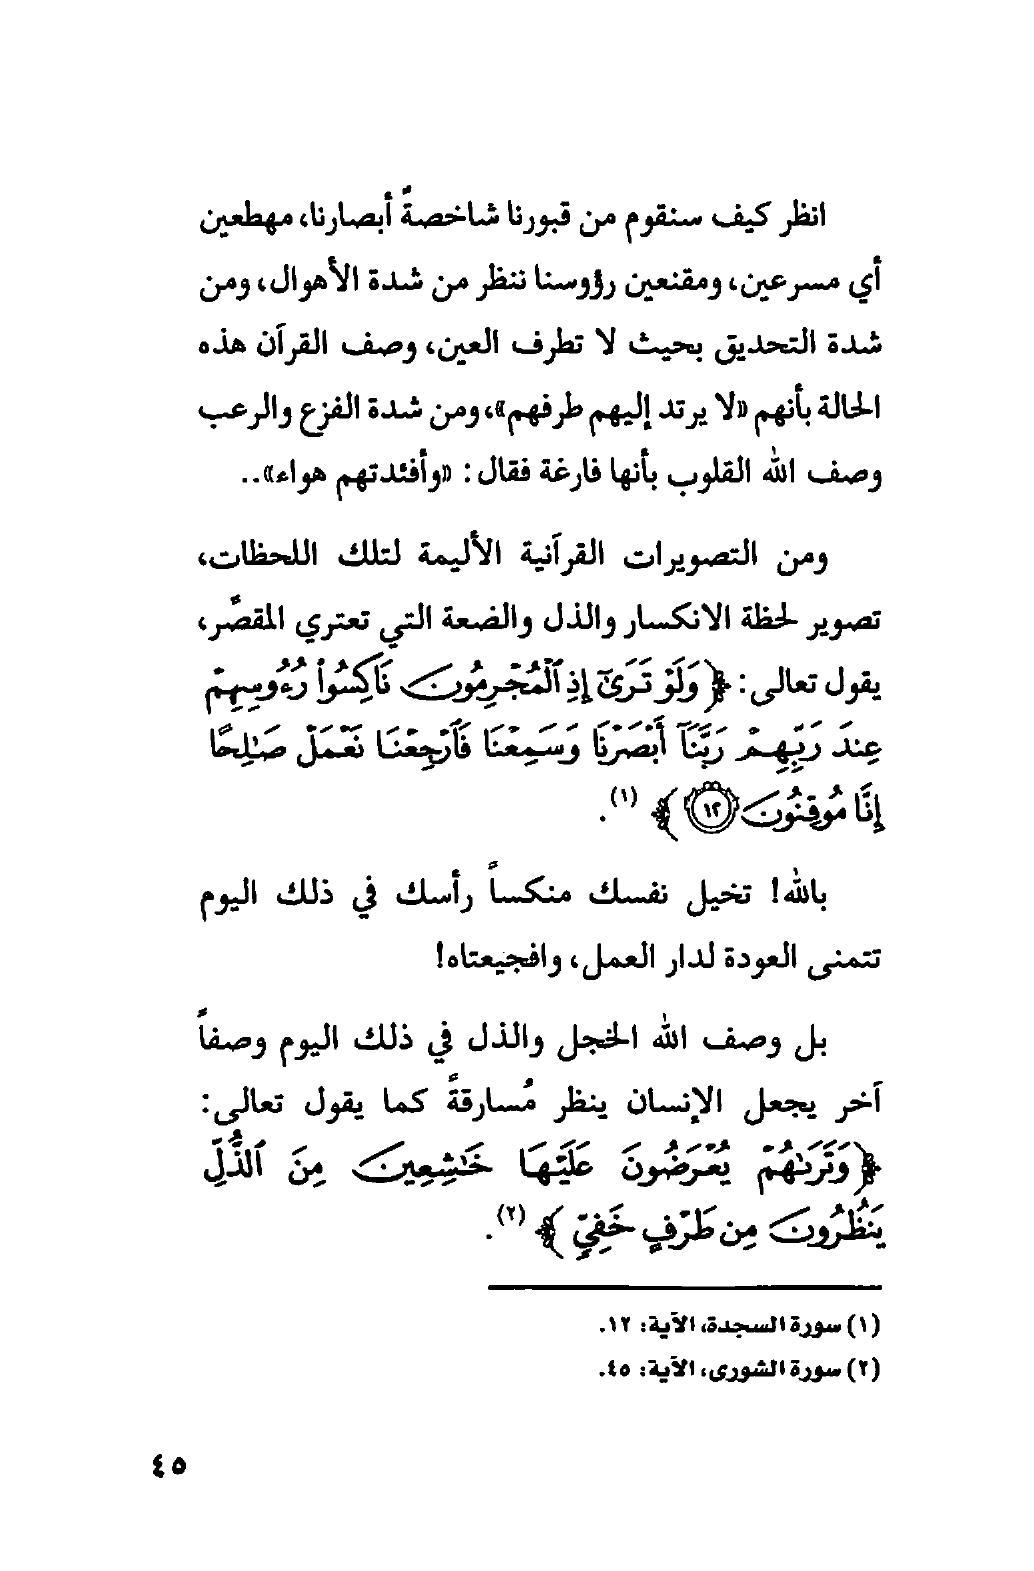 انظر كيف سنقوم من قبورنا شاخصةً أبصارنا، مهطعين
أي مسرعين، ومقنعين رؤوسنا ننظر من شدة الأهوال، ومن
شدة التحديق بحيث لا تطرف العين، وصف القرآن هذه
الحالة بأنهم «لا يرتد إليهم طرفهم»، ومن شدة الفزع والرعب
وصف الله القلوب بأنها فارغة فقال: «وأفئدتهم هواء»..
ومن التصويرات القرآنية الأليمة لتلك اللحظات،
تصوير لحظة الانكسار والذل والضعة التي تعتري المقصِّر،
يقول تعالى: ﴿وَلَوْ تَرَىٰٓ إِذِ ٱلْمُجْرِمُونَ نَاكِسُوا۟ رُءُوسِهِمْ
عِندَ رَبِّهِمْ رَبَّنَآ أَبْصَرْنَا وَسَمِعْنَا فَٱرْجِعْنَا نَعْمَلْ صَـٰلِحًا
إِنَّا مُوقِنُونَ ١٢﴾ (١).
بالله! تخيل نفسك منكساً رأسك في ذلك اليوم
تتمنى العودة لدار العمل، وافجيعتاه!
بل وصف الله الخجل والذل في ذلك اليوم وصفاً
آخر يجعل الإنسان ينظر مُسارقةً كما يقول تعالى:
﴿وَتَرَىٰهُمْ يُعْرَضُونَ عَلَيْهَا خَـٰشِعِينَ مِنَ ٱلذُّلِّ
يَنظُرُونَ مِن طَرْفٍ خَفِيٍّ﴾ (٢).
(١) سورة السجدة، الآية: ١٢.
(٢) سورة الشورى، الآية: ٤٥.
٤٥